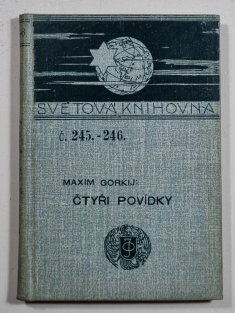 SVĚTOVÁ KNIHOVNA
č. 245.-246.
MAXIM GORKIJ:
ČTYŘI POVÍDKY